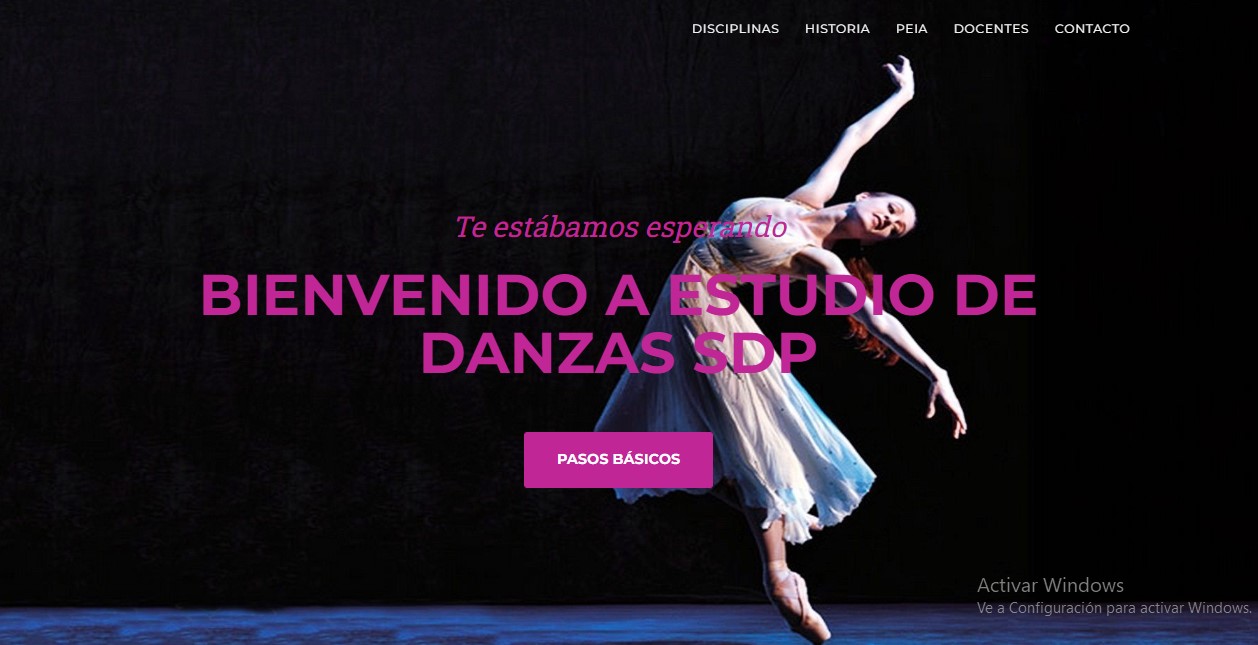 DISCIPLINAS HISTORIA PEIA DOCENTES CONTACTO
Te estábamos esperando
BIENVENIDO A ESTUDIO DE
DANZAS SDP
PASOS BÁSICOS
Activar Windows
Ve a Configuración para activar Windows.